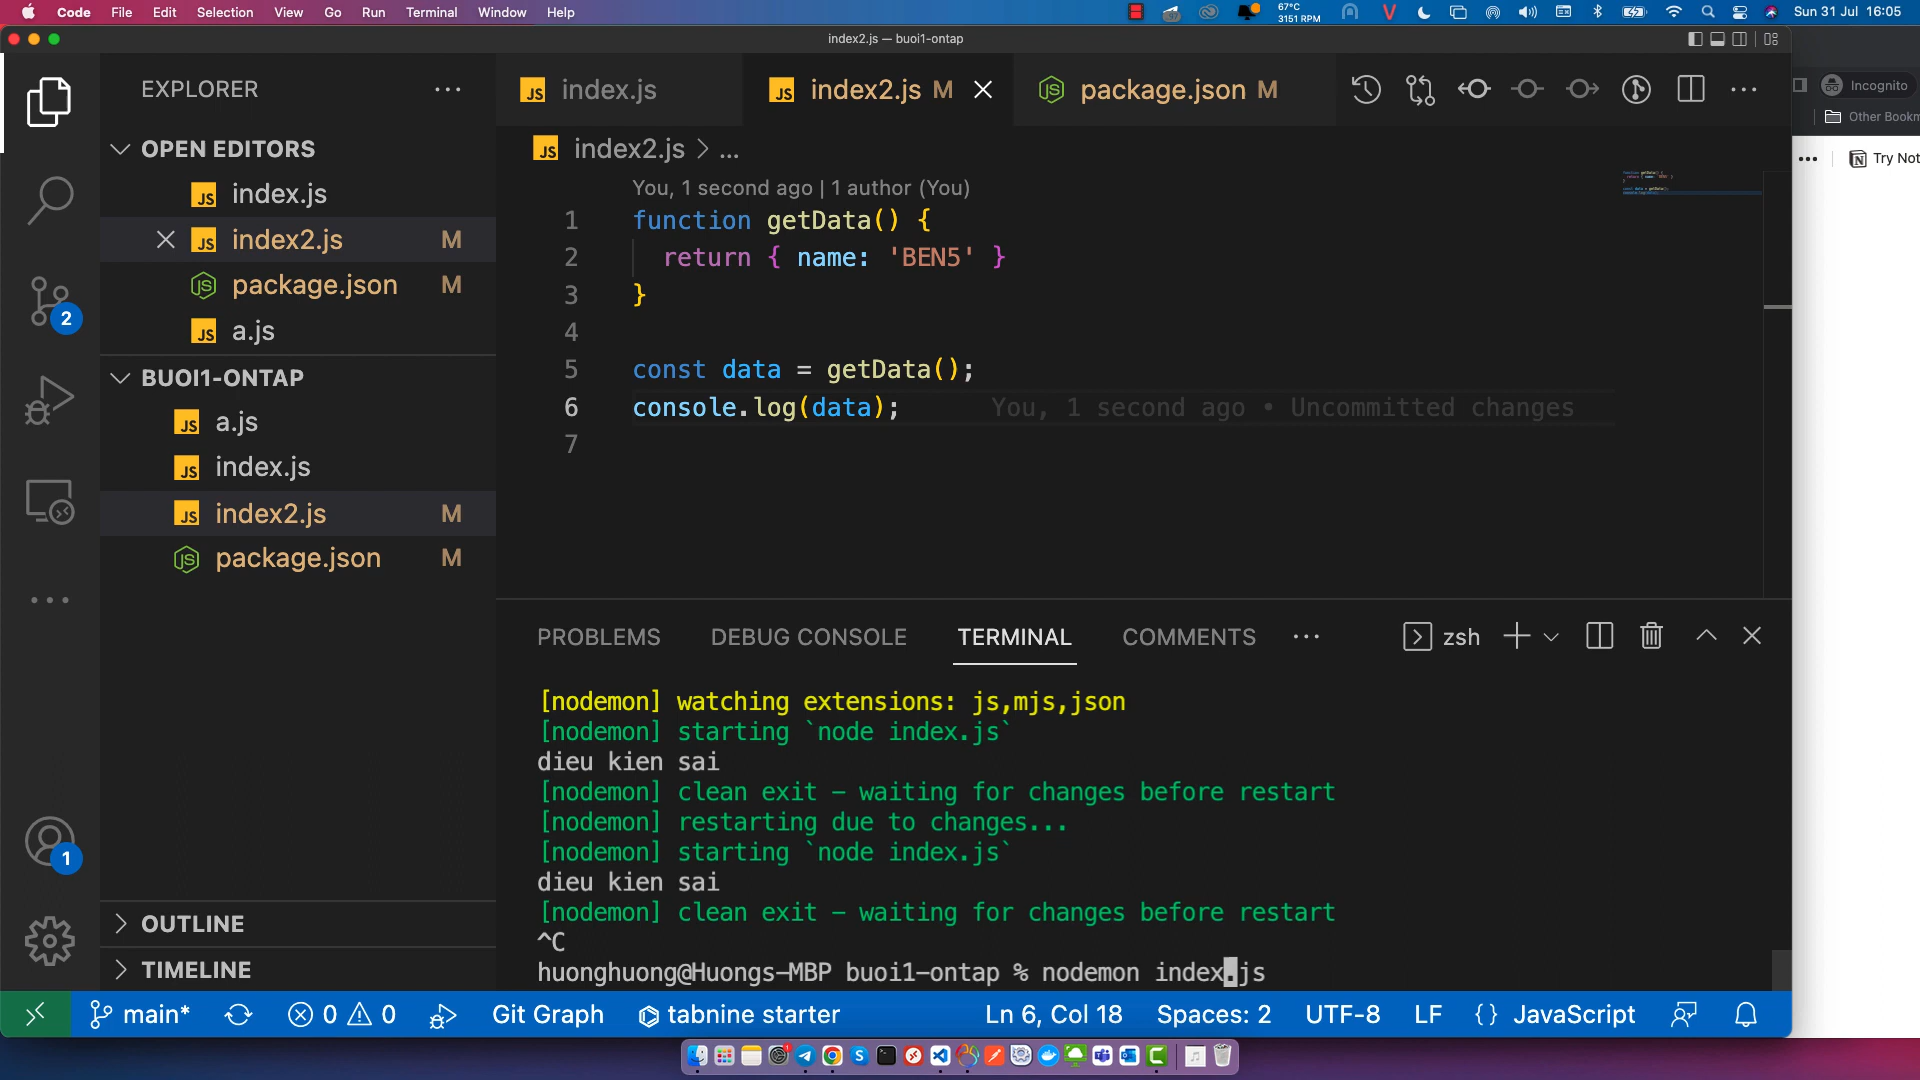 Code File Edit Selection View Go Run Terminal Window Help
67°C
3151 RPM
Sun 31 Jul 16:05
index2.js — buoi1-ontap
Incognito
Other Bookm
Try Not
EXPLORER
OPEN EDITORS
index.js
index2.js M
package.json M
a.js
BUOI1-ONTAP
a.js
index.js
index2.js M
package.json M
OUTLINE
TIMELINE
2
1
index.js
index2.js M
package.json M
index2.js > ...
You, 1 second ago | 1 author (You)
1 function getData() {
2 return { name: 'BEN5' }
3 }
4
5 const data = getData();
6 console.log(data); You, 1 second ago • Uncommitted changes
7
PROBLEMS DEBUG CONSOLE TERMINAL COMMENTS zsh
[nodemon] watching extensions: js,mjs,json
[nodemon] starting `node index.js`
dieu kien sai
[nodemon] clean exit - waiting for changes before restart
[nodemon] restarting due to changes...
[nodemon] starting `node index.js`
dieu kien sai
[nodemon] clean exit - waiting for changes before restart
^C
huonghuong@Huongs-MBP buoi1-ontap % nodemon index.js
main* 0 0 Git Graph tabnine starter Ln 6, Col 18 Spaces: 2 UTF-8 LF {} JavaScript